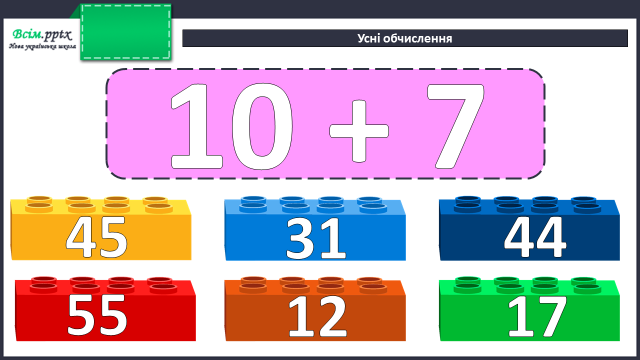 Всім.pptx
Нова українська школа
Усні обчислення
10 + 7
45
31
44
55
12
17